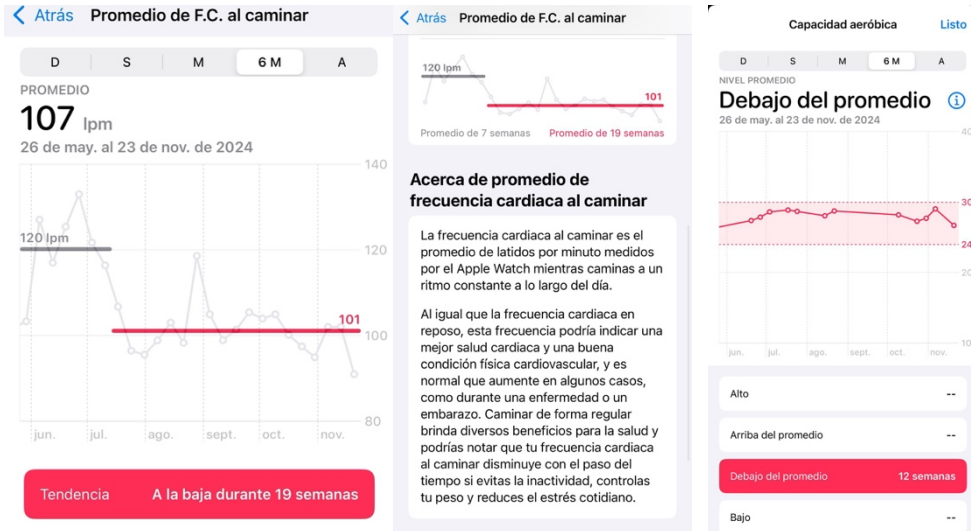 Atrás Promedio de F.C. al caminar
D S M 6 M A
PROMEDIO
107 lpm
26 de may. al 23 de nov. de 2024
140
120 lpm
120
101
100
80
jun. jul. ago. sept. oct. nov.
Tendencia A la baja durante 19 semanas
Atrás Promedio de F.C. al caminar
120 lpm
101
Promedio de 7 semanas Promedio de 19 semanas
Acerca de promedio de
frecuencia cardiaca al caminar
La frecuencia cardiaca al caminar es el
promedio de latidos por minuto medidos
por el Apple Watch mientras caminas a un
ritmo constante a lo largo del día.
Al igual que la frecuencia cardiaca en
reposo, esta frecuencia podría indicar una
mejor salud cardiaca y una buena
condición física cardiovascular, y es
normal que aumente en algunos casos,
como durante una enfermedad o un
embarazo. Caminar de forma regular
brinda diversos beneficios para la salud y
podrías notar que tu frecuencia cardiaca
al caminar disminuye con el paso del
tiempo si evitas la inactividad, controlas
tu peso y reduces el estrés cotidiano.
Capacidad aeróbica Listo
D S M 6 M A
NIVEL PROMEDIO
Debajo del promedio
26 de may. al 23 de nov. de 2024
40
30
24
20
10
jun. jul. ago. sept. oct. nov.
Alto --
Arriba del promedio --
Debajo del promedio 12 semanas
Bajo --